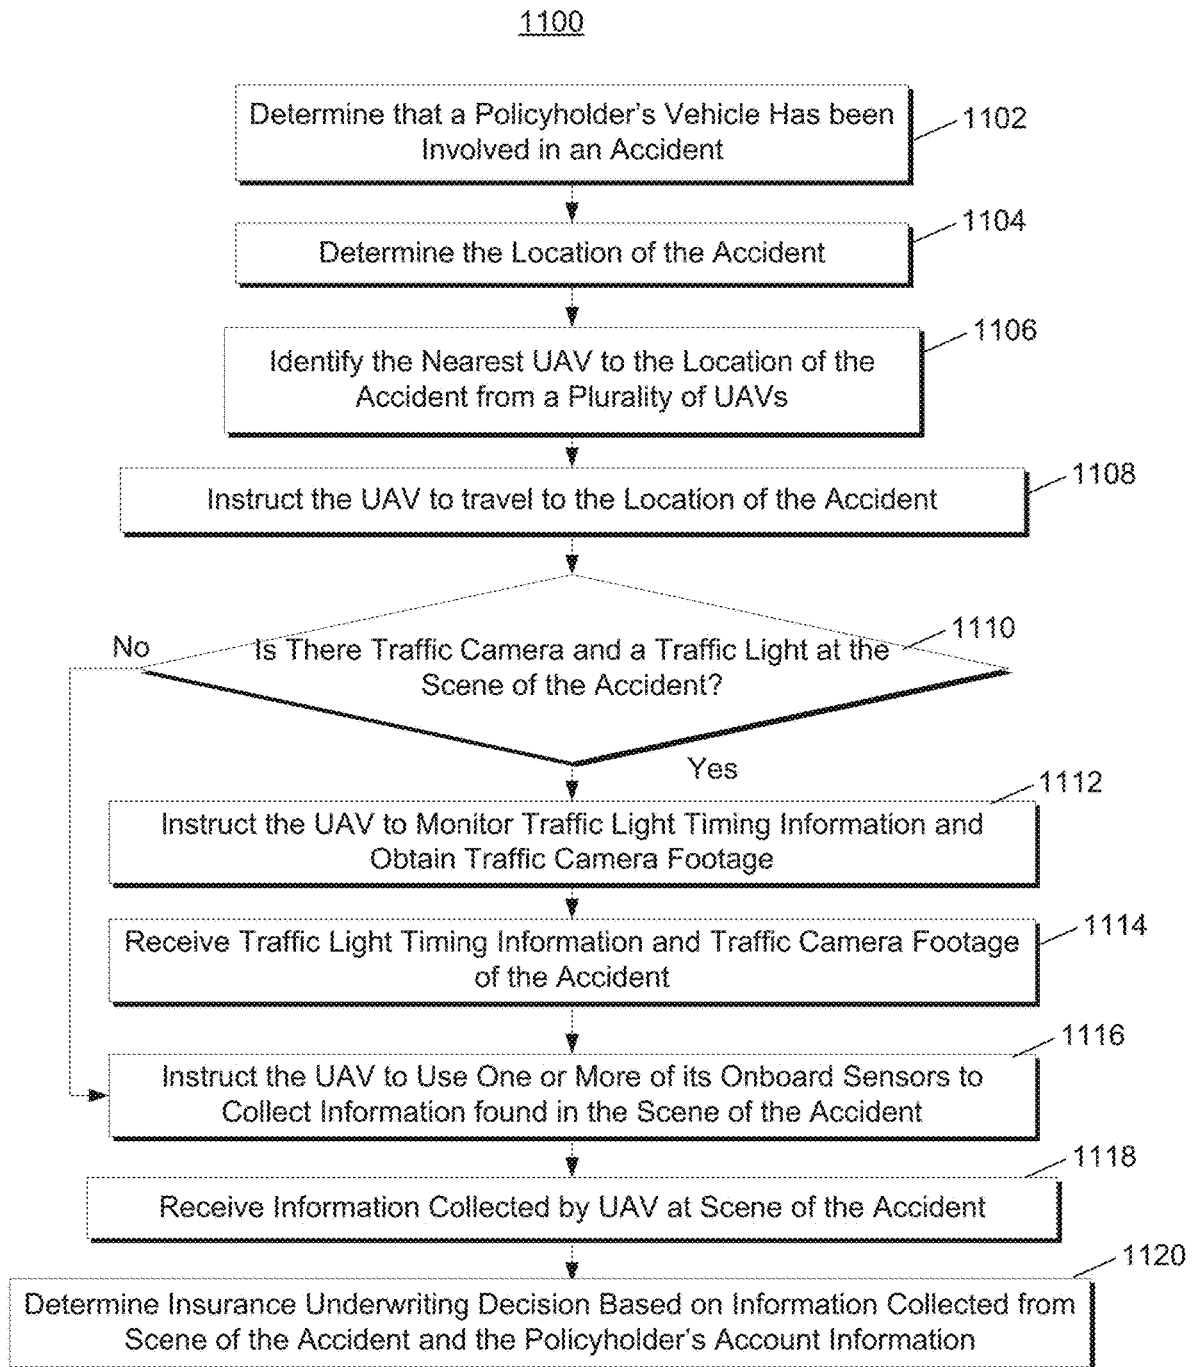 1100
Determine that a Policyholder's Vehicle Has been
Involved in an Accident
1102
Determine the Location of the Accident
1104
Identify the Nearest UAV to the Location of the
Accident from a Plurality of UAVs
1106
Instruct the UAV to travel to the Location of the Accident
1108
Is There Traffic Camera and a Traffic Light at the
Scene of the Accident?
1110
No
Yes
Instruct the UAV to Monitor Traffic Light Timing Information and
Obtain Traffic Camera Footage
1112
Receive Traffic Light Timing Information and Traffic Camera Footage
of the Accident
1114
Instruct the UAV to Use One or More of its Onboard Sensors to
Collect Information found in the Scene of the Accident
1116
Receive Information Collected by UAV at Scene of the Accident
1118
Determine Insurance Underwriting Decision Based on Information Collected from
Scene of the Accident and the Policyholder's Account Information
1120